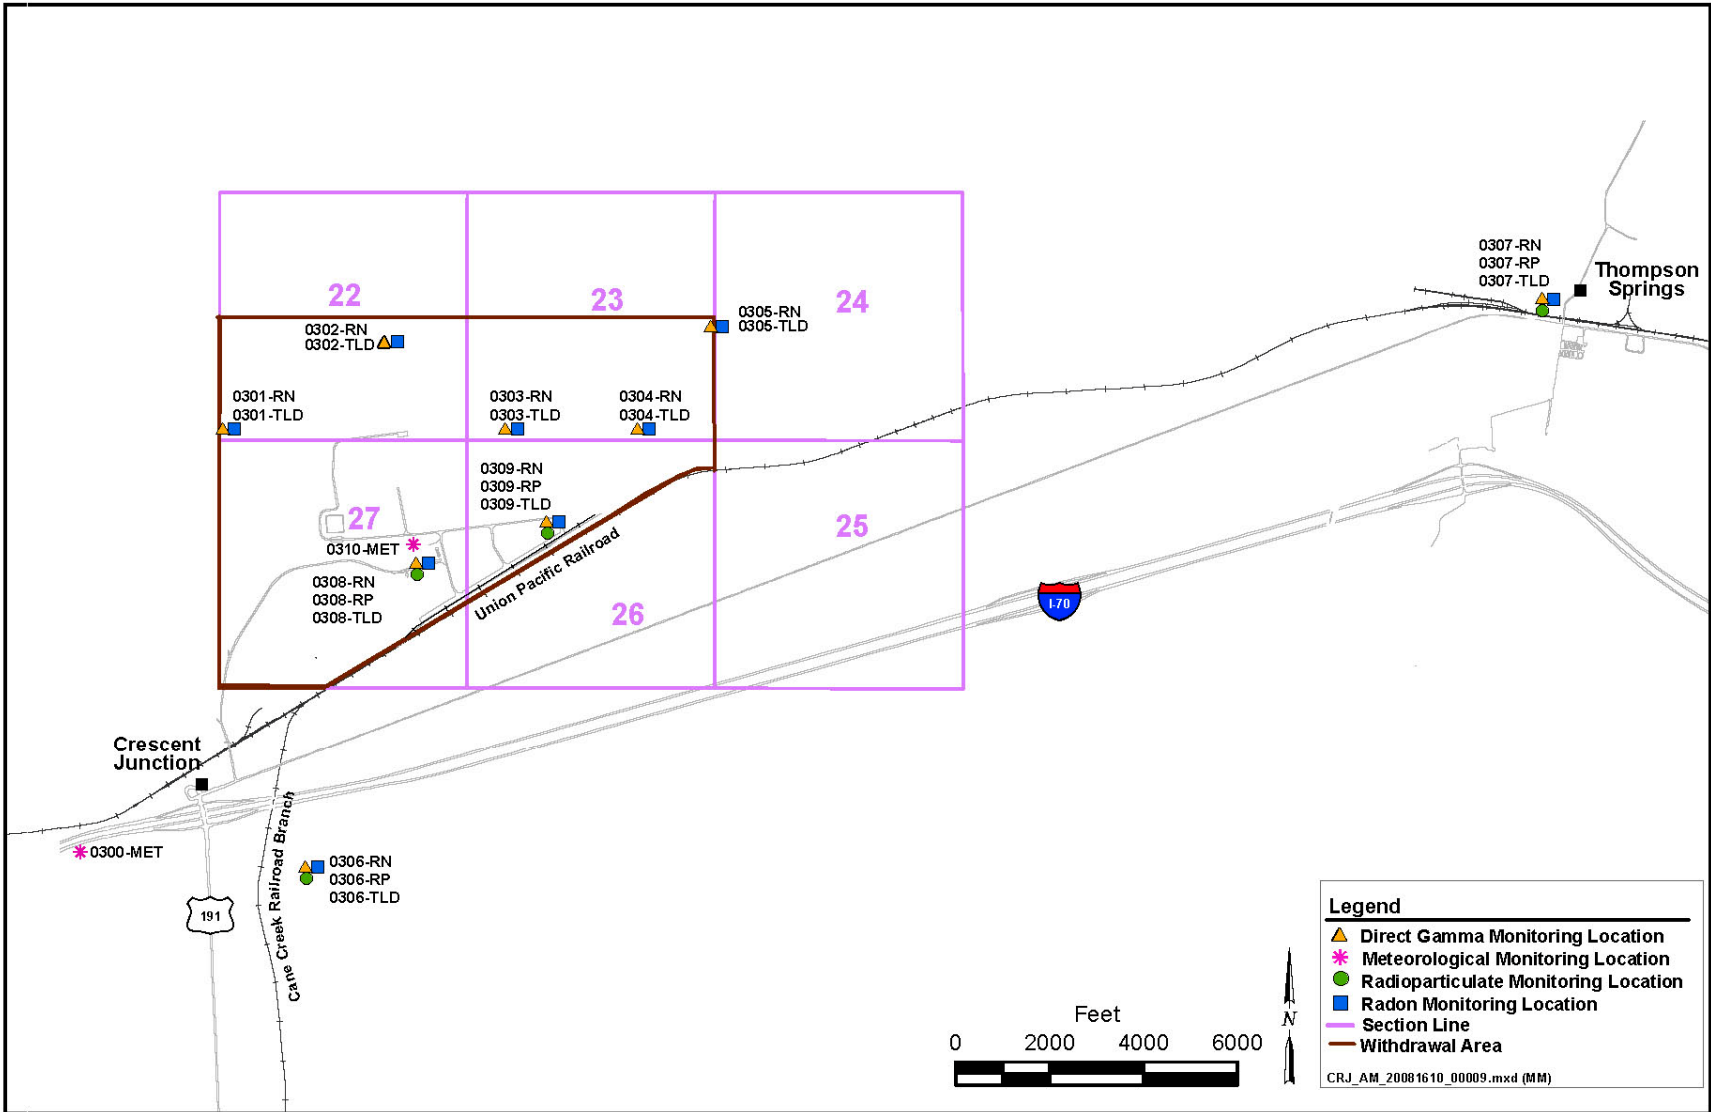 22
23
24
0302-RN
0302-TLD
0305-RN
0305-TLD
0307-RN
0307-RP
0307-TLD
Thompson
Springs
0301-RN
0301-TLD
0303-RN
0303-TLD
0304-RN
0304-TLD
0309-RN
0309-RP
0309-TLD
27
25
0310-MET
0308-RN
0308-RP
0308-TLD
Union Pacific Railroad
26
I-70
Crescent
Junction
0300-MET
Cane Creek Railroad Branch
0306-RN
0306-RP
0306-TLD
191
Feet
0 2000 4000 6000
N
Legend
Direct Gamma Monitoring Location
Meteorological Monitoring Location
Radioparticulate Monitoring Location
Radon Monitoring Location
Section Line
Withdrawal Area
CRJ_AM_20081610_00009.mxd (MM)